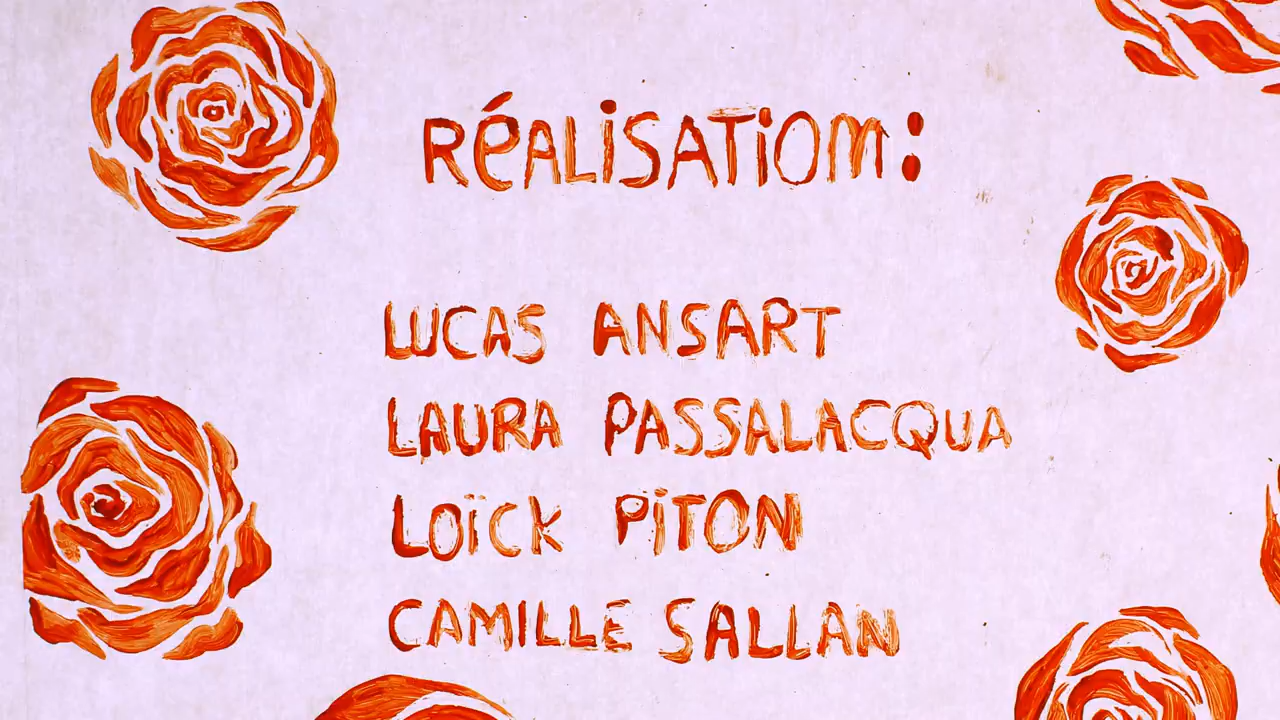 RÉALISATIOM:
LUCAS ANSART
LAURA PASSALACQUA
LOÏCK PITON
CAMILLE SALLAN